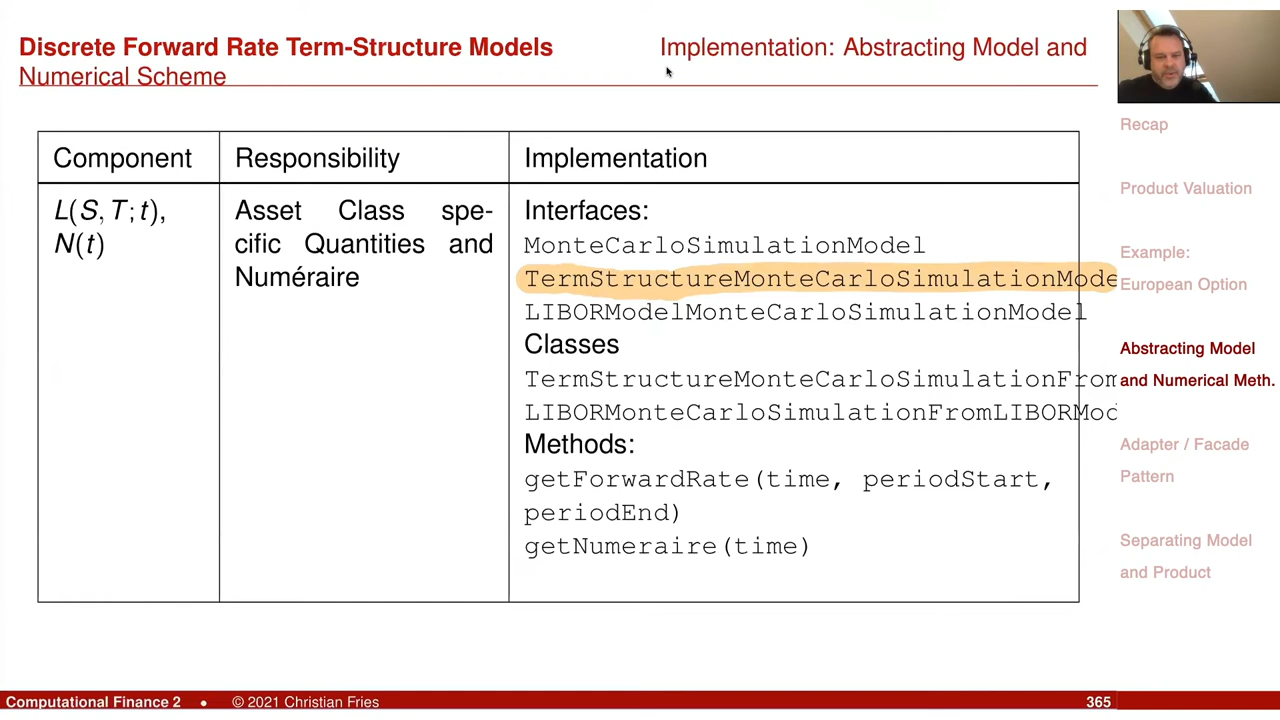 Discrete Forward Rate Term-Structure Models Implementation: Abstracting Model and
Numerical Scheme
Component Responsibility Implementation
L(S, T; t), Asset Class spe- Interfaces:
N(t) cific Quantities and MonteCarloSimulationModel
Numéraire TermStructureMonteCarloSimulationMode
LIBORModelMonteCarloSimulationModel
Classes
TermStructureMonteCarloSimulationFrom
LIBORMonteCarloSimulationFromLIBORMod
Methods:
getForwardRate(time, periodStart,
periodEnd)
getNumeraire(time)
Recap
Product Valuation
Example:
European Option
Abstracting Model
and Numerical Meth.
Adapter / Facade
Pattern
Separating Model
and Product
Computational Finance 2 • © 2021 Christian Fries 365